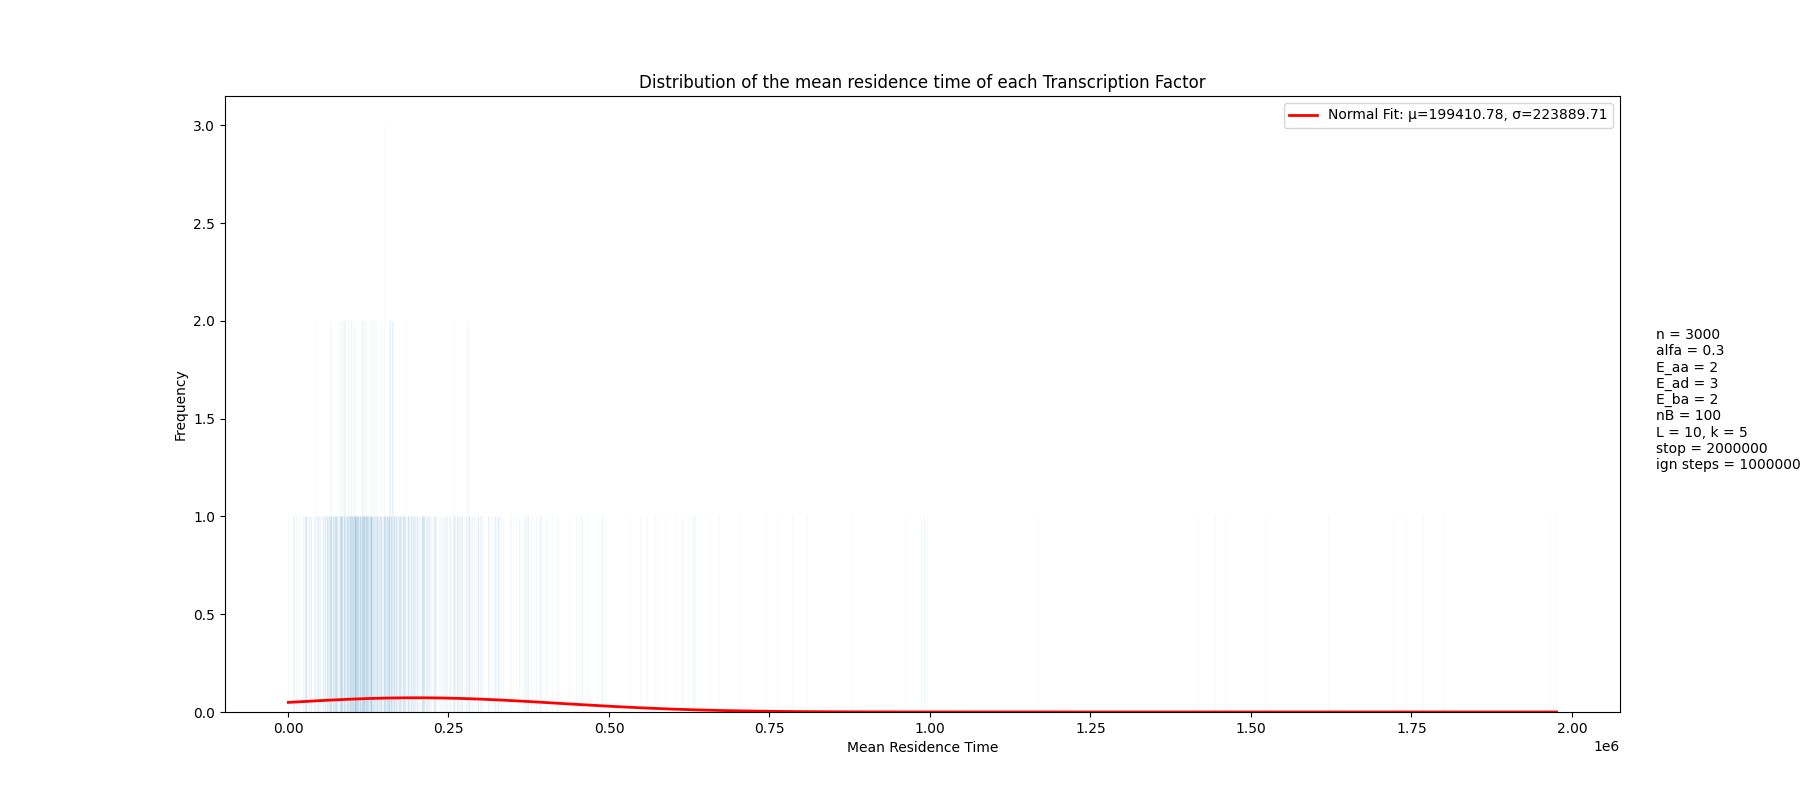 Distribution of the mean residence time of each Transcription Factor
Normal Fit: μ=199410.78, σ=223889.71
3.0
2.5
2.0
1.5
1.0
0.5
0.0
Frequency
0.00 0.25 0.50 0.75 1.00 1.25 1.50 1.75 2.00
1e6
Mean Residence Time
n = 3000
alfa = 0.3
E_aa = 2
E_ad = 3
E_ba = 2
nB = 100
L = 10, k = 5
stop = 2000000
ign steps = 1000000